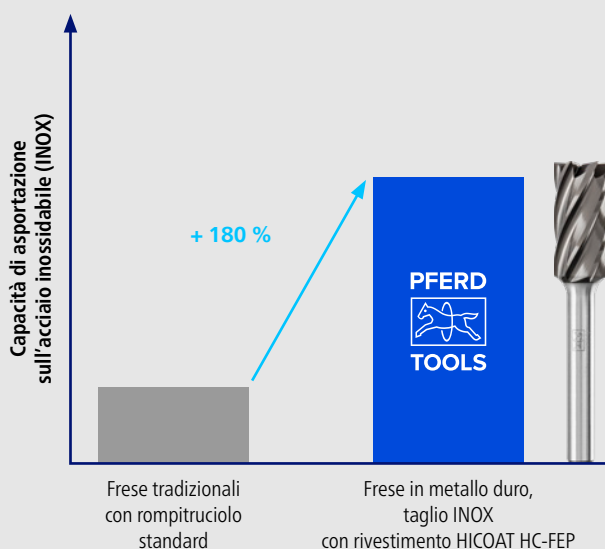 Capacità di asportazione
sull'acciaio inossidabile (INOX)
+ 180 %
PFERD
TOOLS
Frese tradizionali
con rompitruciolo
standard
Frese in metallo duro,
taglio INOX
con rivestimento HICOAT HC-FEP